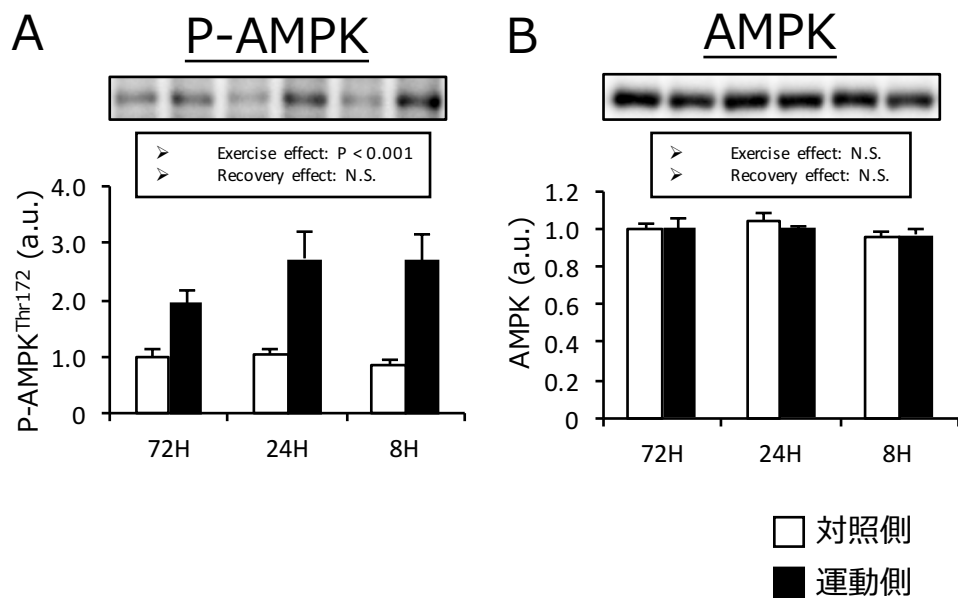 A
P-AMPK
➢ Exercise effect: P < 0.001
➢ Recovery effect: N.S.
P-AMPK^Thr172 (a.u.)
4.0
3.0
2.0
1.0
0
72H
24H
8H
B
AMPK
➢ Exercise effect: N.S.
➢ Recovery effect: N.S.
AMPK (a.u.)
1.2
1.0
0.8
0.6
0.4
0.2
0
72H
24H
8H
対照側
運動側